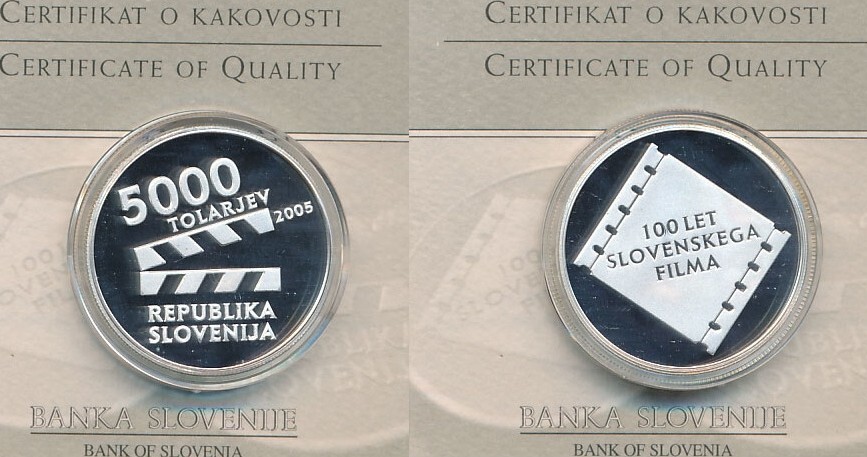 CERTIFIKAT O KAKOVOSTI
CERTIFICATE OF QUALITY
5000
TOLARJEV
2005
REPUBLIKA
SLOVENIJA
BANKA SLOVENIJE
BANK OF SLOVENIA
CERTIFIKAT O KAKOVOSTI
CERTIFICATE OF QUALITY
100 LET
SLOVENSKEGA
FILMA
BANKA SLOVENIJE
BANK OF SLOVENIA